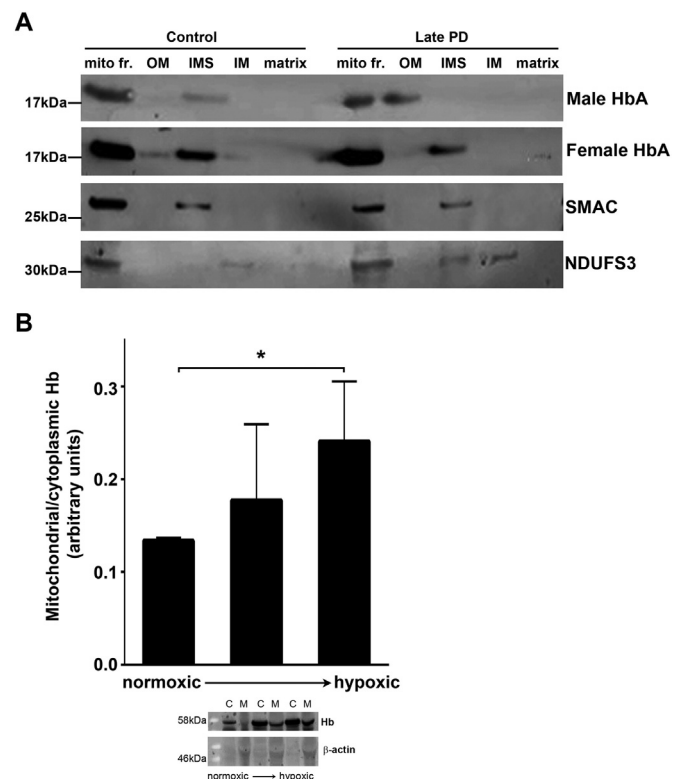 A
Control Late PD
mito fr. OM IMS IM matrix mito fr. OM IMS IM matrix
17kDa Male HbA
17kDa Female HbA
25kDa SMAC
30kDa NDUFS3
B
*
Mitochondrial/cytoplasmic Hb
(arbitrary units)
0.3
0.2
0.1
0.0
normoxic hypoxic
C M C M C M
58kDa Hb
46kDa β-actin
normoxic hypoxic